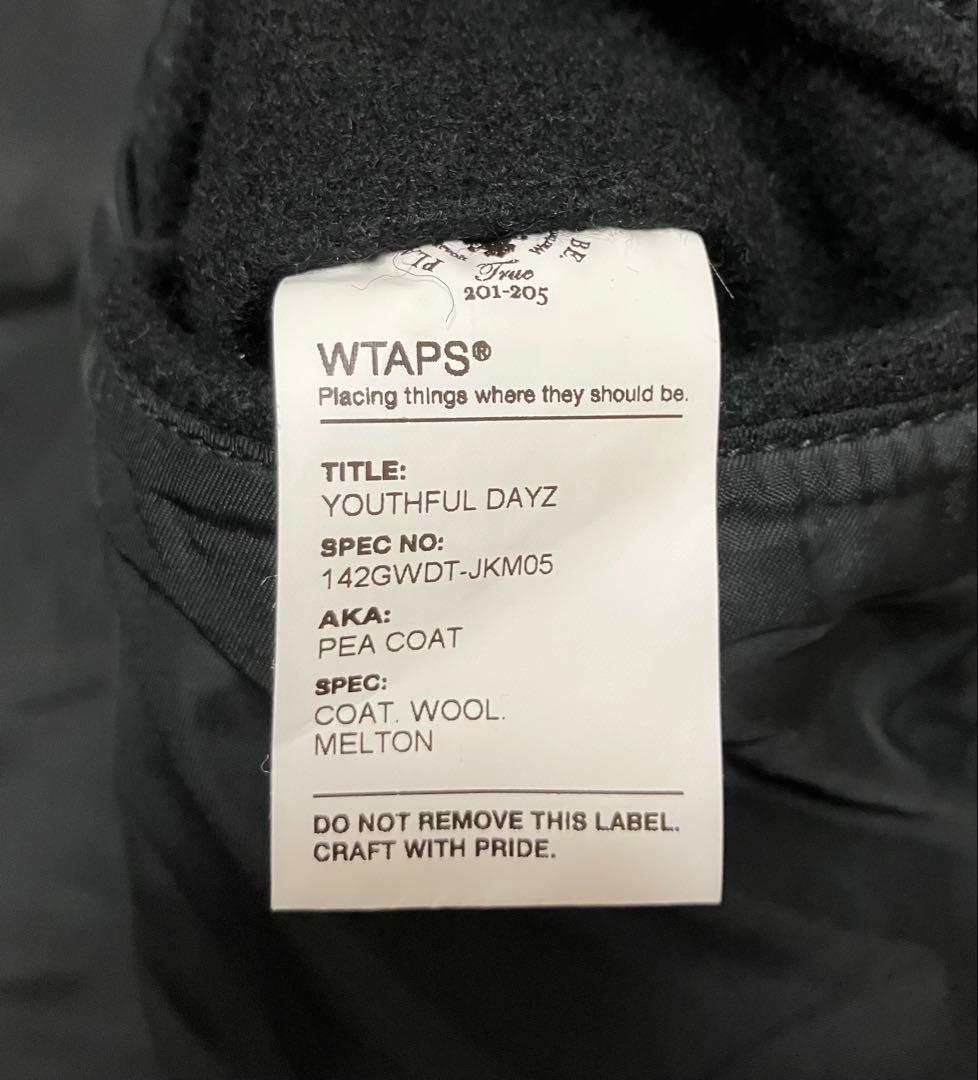 True
201-205
WTAPS®
Placing things where they should be.
TITLE:
YOUTHFUL DAYZ
SPEC NO:
142GWDT-JKM05
AKA:
PEA COAT
SPEC:
COAT. WOOL.
MELTON
DO NOT REMOVE THIS LABEL.
CRAFT WITH PRIDE.